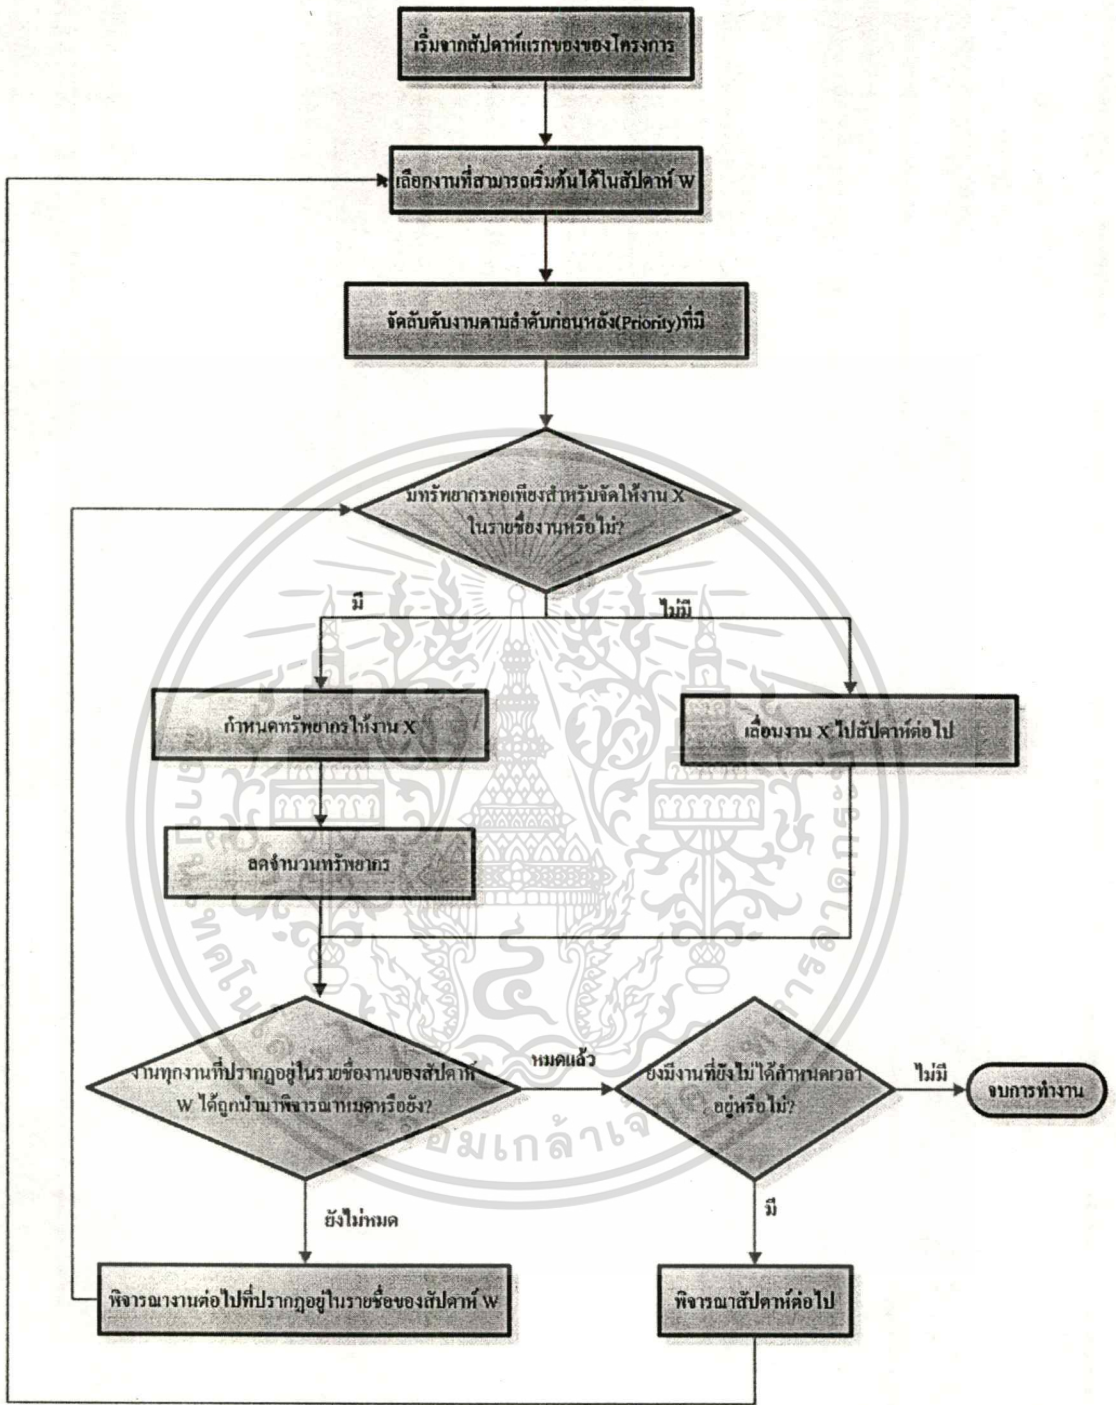 เริ่มจากสัปดาห์แรกของของโครงการ
เลือกงานที่สามารถเริ่มต้นได้ในสัปดาห์ W
จัดลับดับงานตามลำดับก่อนหลัง(Priority)ที่มี
มีทรัพยากรพอเพียงสำหรับจัดให้งาน X
ในรายชื่องานหรือไม่?
มี
ไม่มี
กำหนดทรัพยากรให้งาน X
เลื่อนงาน X ไปสัปดาห์ต่อไป
ลดจำนวนทรัพยากร
งานทุกงานที่ปรากฏอยู่ในรายชื่องานของสัปดาห์
W ได้ถูกนำมาพิจารณาหมดหรือยัง?
หมดแล้ว
ยังมีงานที่ยังไม่ได้กำหนดเวลา
อยู่หรือไม่?
ไม่มี
จบการทำงาน
ยังไม่หมด
มี
พิจารณางานต่อไปที่ปรากฏอยู่ในรายชื่อของสัปดาห์ W
พิจารณาสัปดาห์ต่อไป